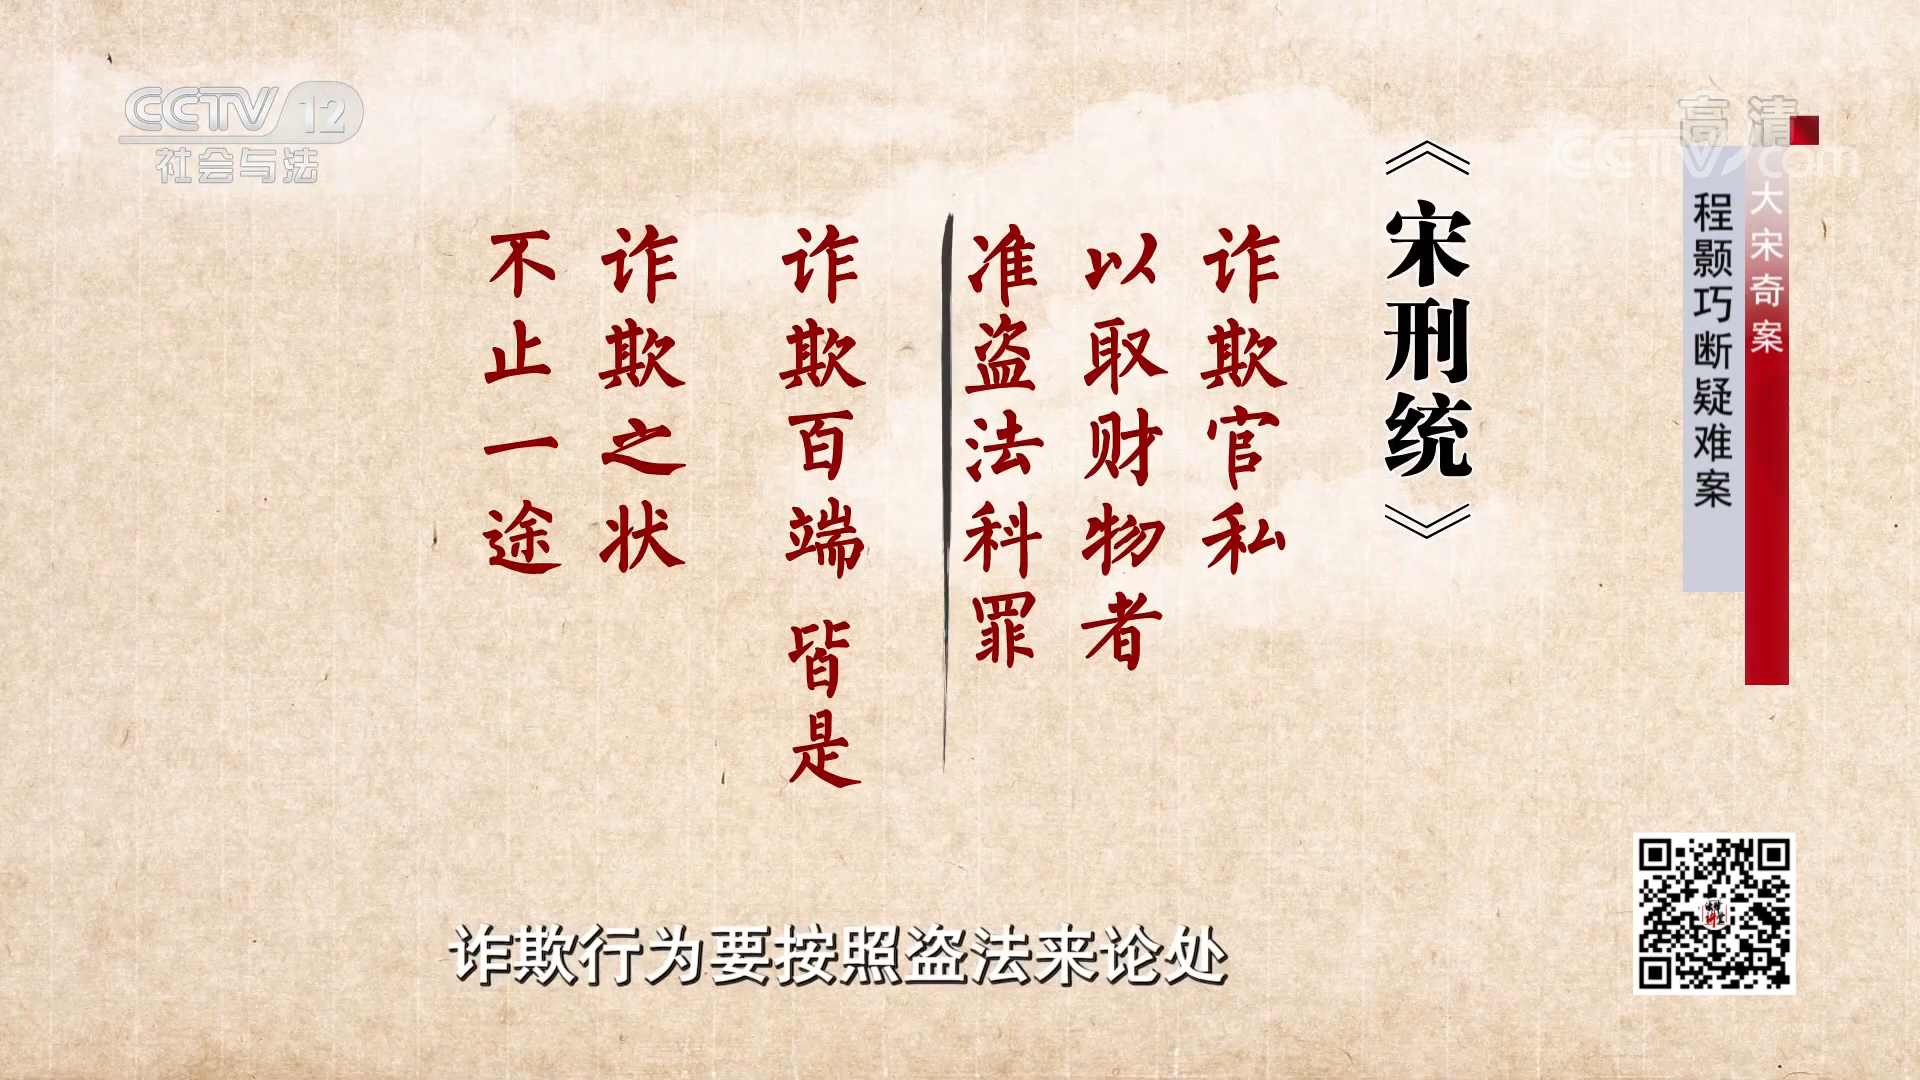 CCTV 12
社会与法
高清
CCTV.com
大宋奇案
程颢巧断疑难案
《宋刑统》
诈欺官私
以取财物者
准盗法科罪
诈欺百端 皆是
诈欺之状
不止一途
诈欺行为要按照盗法来论处